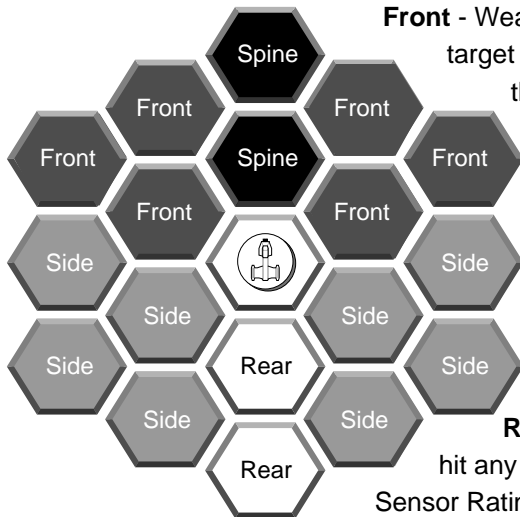 Front - Wea
target
th
Spine
Front
Front
Front
Spine
Front
Front
Front
Side
Side
Side
Side
Side
Rear
Side
Side
Side
Rear
R
hit any
Sensor Ratin